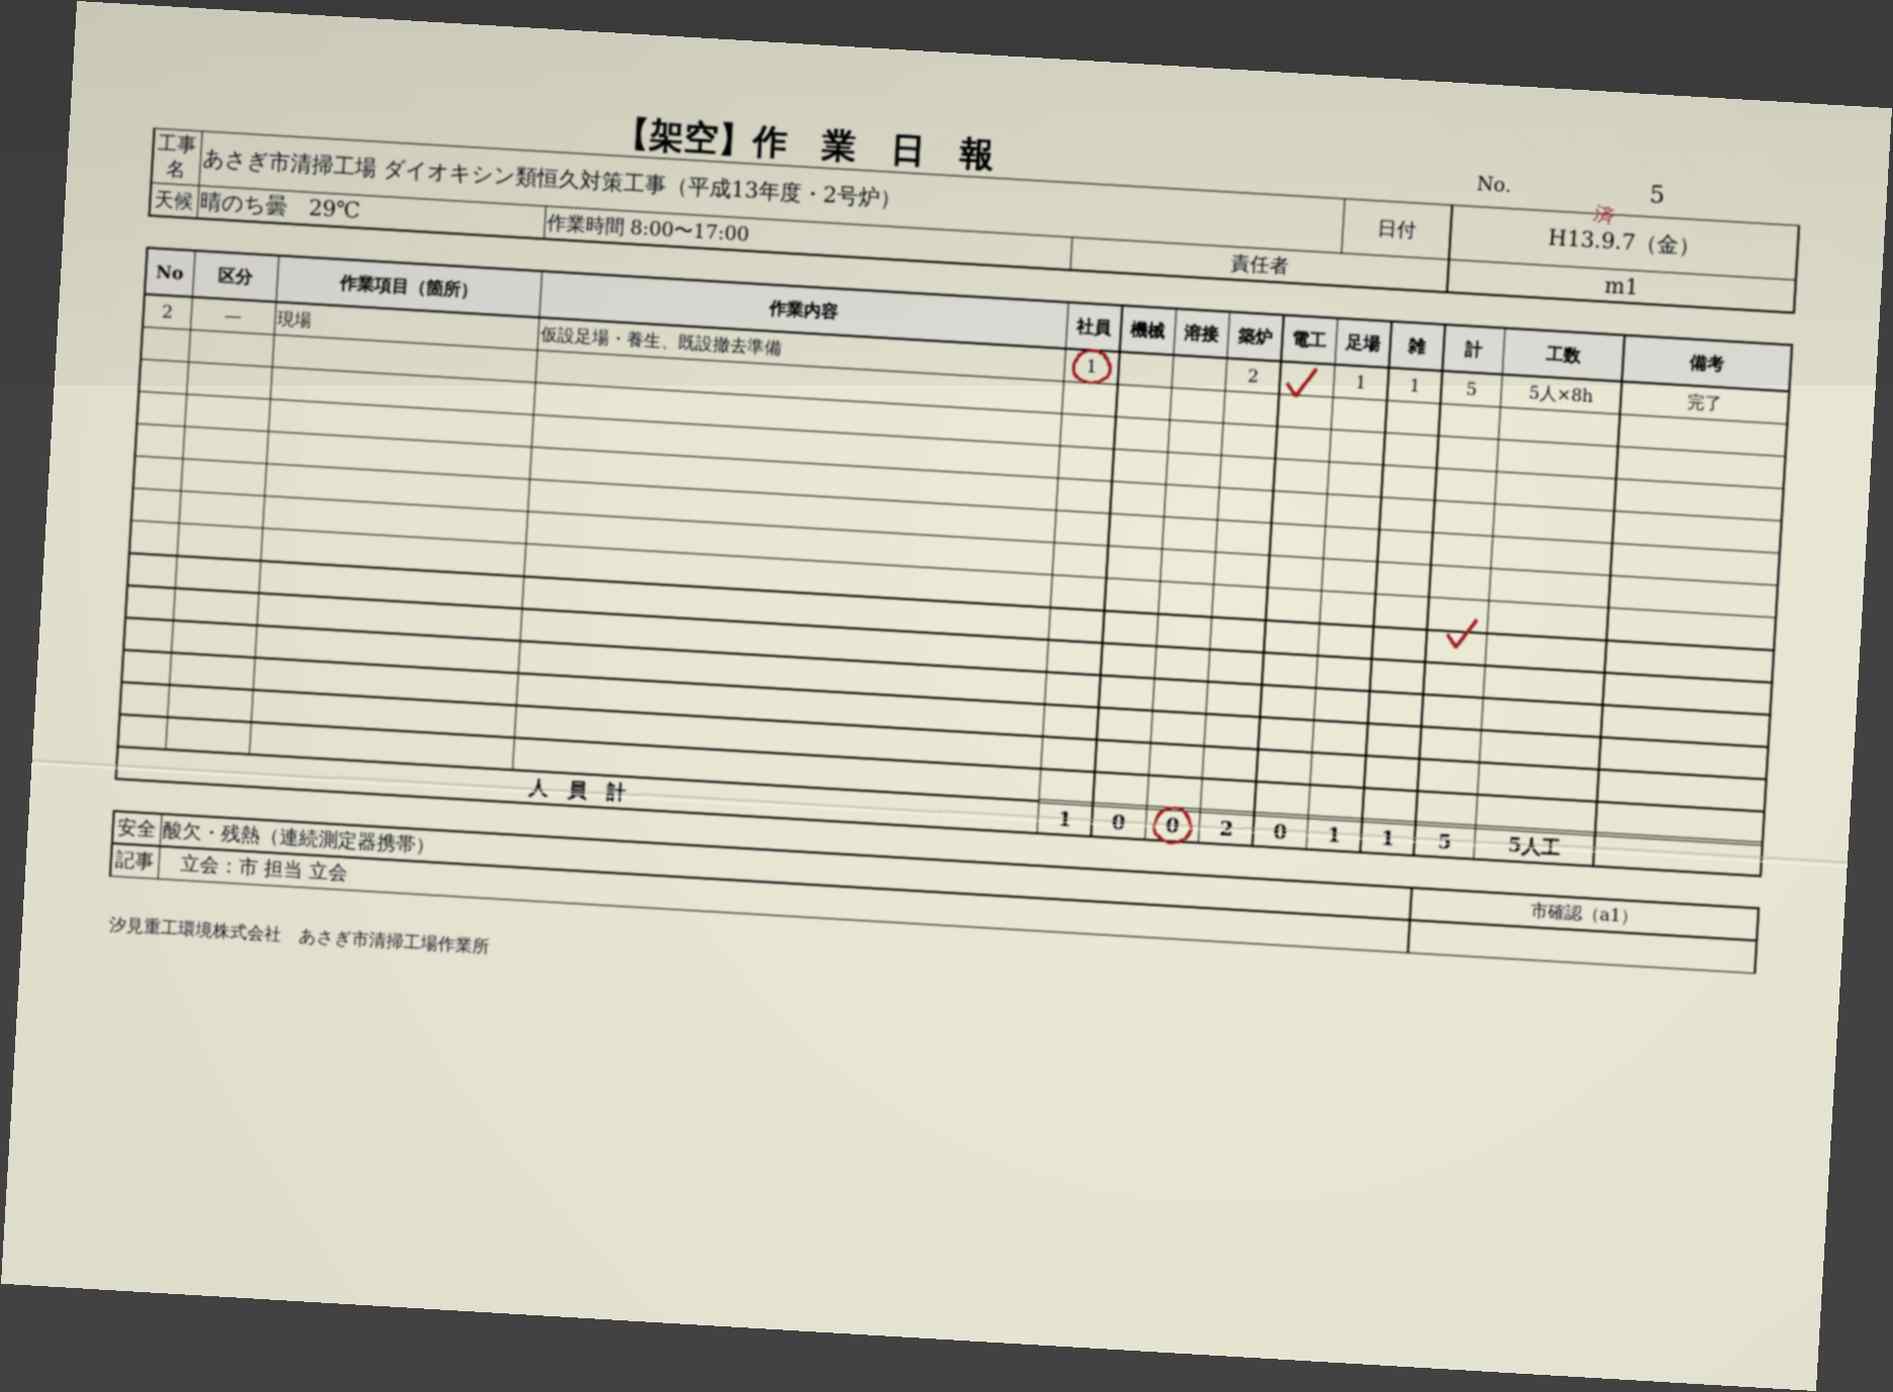 【架空】作 業 日 報
No. 5
工事名 あさぎ市清掃工場 ダイオキシン類恒久対策工事（平成13年度・2号炉） 日付 H13.9.7（金）
済
天候 晴のち曇 29℃ 作業時間 8:00〜17:00 責任者 m1
No 区分 作業項目（箇所） 作業内容 社員 機械 溶接 築炉 電工 足場 雑 計 工数 備考
2 — 現場 仮設足場・養生、既設撤去準備 1 2 1 1 5 5人×8h 完了
人 員 計 1 0 0 2 0 1 1 5 5人工
安全 酸欠・残熱（連続測定器携帯） 市確認（a1）
記事 立会：市 担当 立会
汐見重工環境株式会社 あさぎ市清掃工場作業所